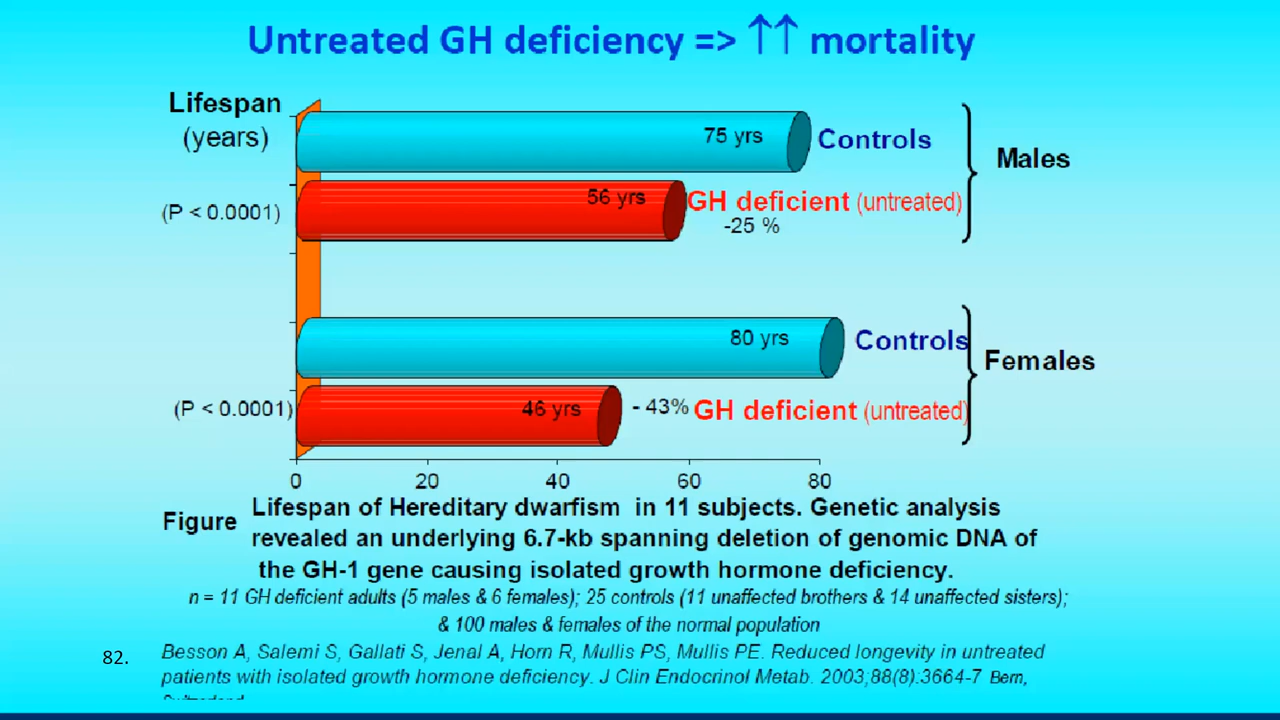 Untreated GH deficiency => ↑↑ mortality
Lifespan
(years)
75 yrs
Controls
Males
(P < 0.0001)
56 yrs
GH deficient (untreated)
-25 %
80 yrs
Controls
Females
(P < 0.0001)
46 yrs
- 43%
GH deficient (untreated)
0 20 40 60 80
Figure
Lifespan of Hereditary dwarfism in 11 subjects. Genetic analysis
revealed an underlying 6.7-kb spanning deletion of genomic DNA of
the GH-1 gene causing isolated growth hormone deficiency.
n = 11 GH deficient adults (5 males & 6 females); 25 controls (11 unaffected brothers & 14 unaffected sisters);
& 100 males & females of the normal population
82.
Besson A, Salemi S, Gallati S, Jenal A, Horn R, Mullis PS, Mullis PE. Reduced longevity in untreated
patients with isolated growth hormone deficiency. J Clin Endocrinol Metab. 2003;88(8):3664-7 Bern,